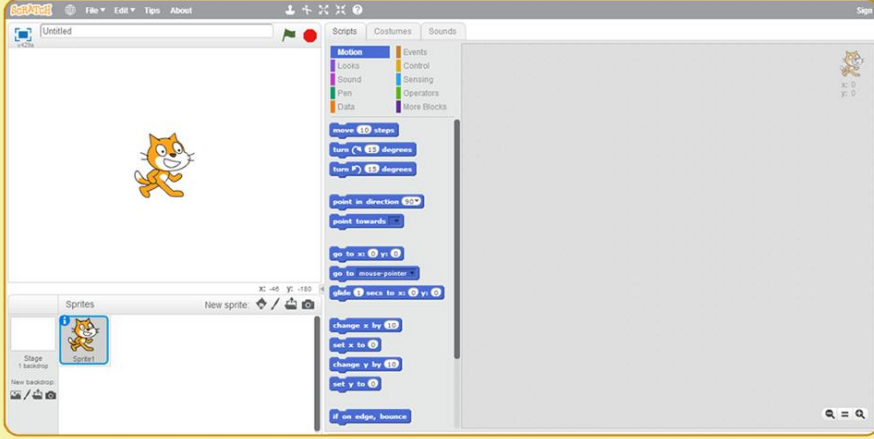 SCRATCH File Edit Tips About Sign
Untitled
v428a
Scripts Costumes Sounds
Motion Events
Looks Control
Sound Sensing
Pen Operators
Data More Blocks
x: 0
y: 0
move 10 steps
turn 15 degrees
turn 15 degrees
point in direction 90
point towards
go to x: 0 y: 0
go to mouse-pointer
glide 1 secs to x: 0 y: 0
x: -46 y: -180
Sprites New sprite:
change x by 10
set x to 0
change y by 10
set y to 0
if on edge, bounce
Sprite1
Stage
1 backdrop
New backdrop: